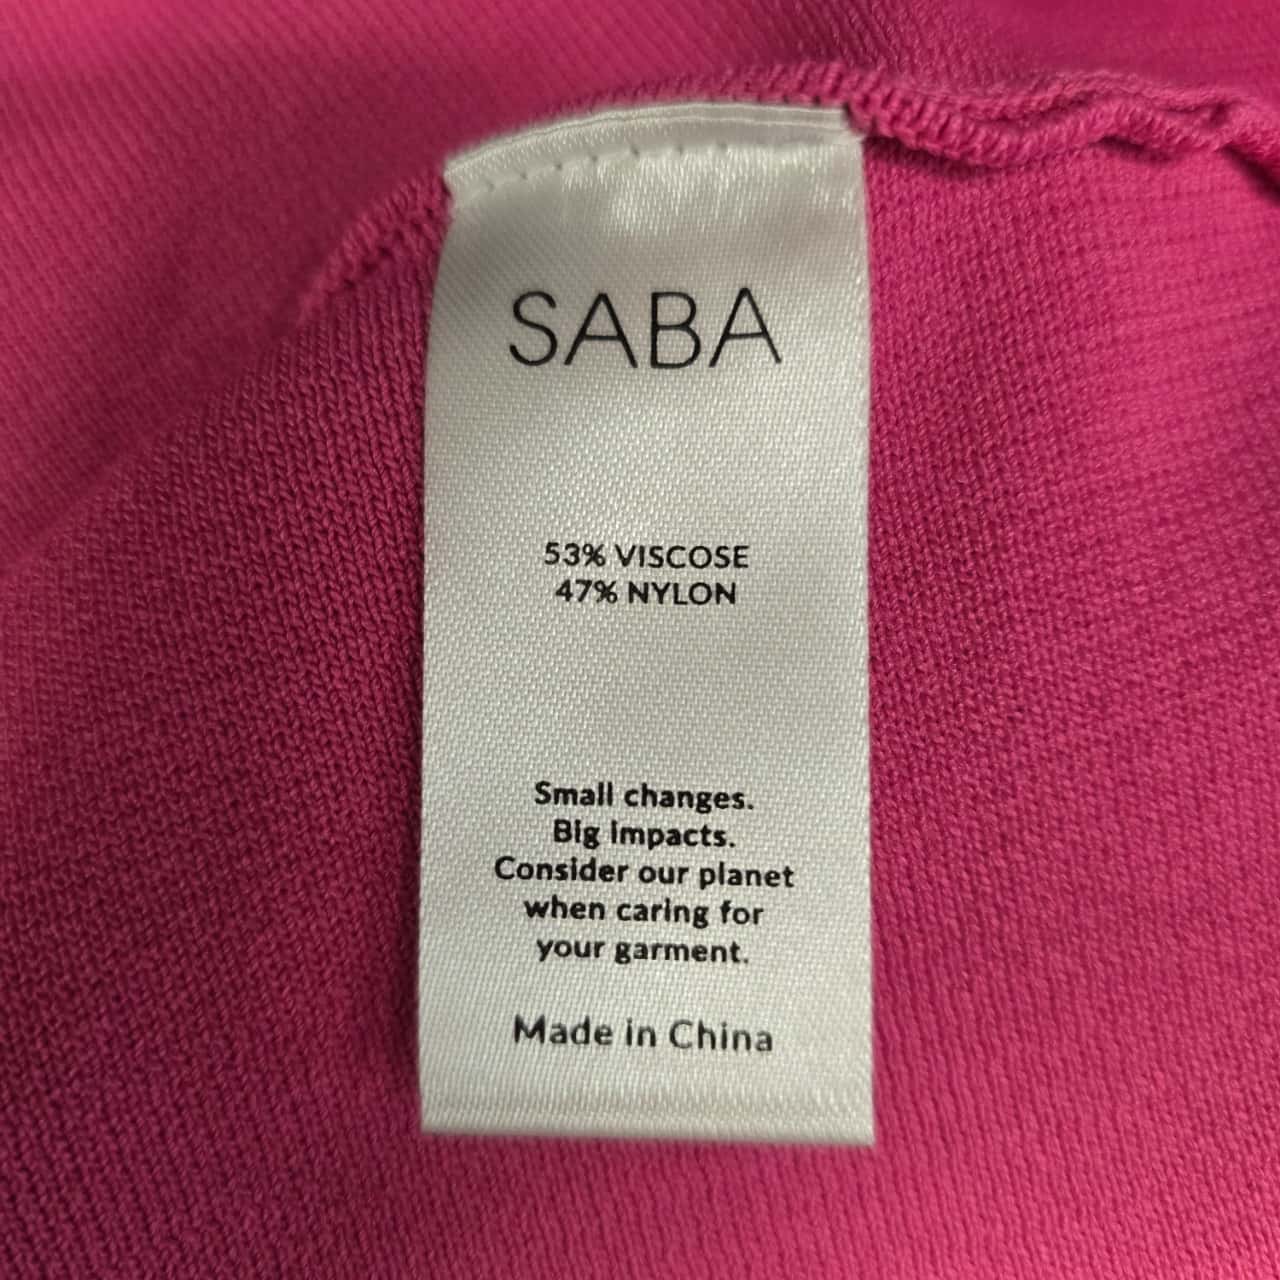 SABA
53% VISCOSE
47% NYLON
Small changes.
Big impacts.
Consider our planet
when caring for
your garment.
Made in China